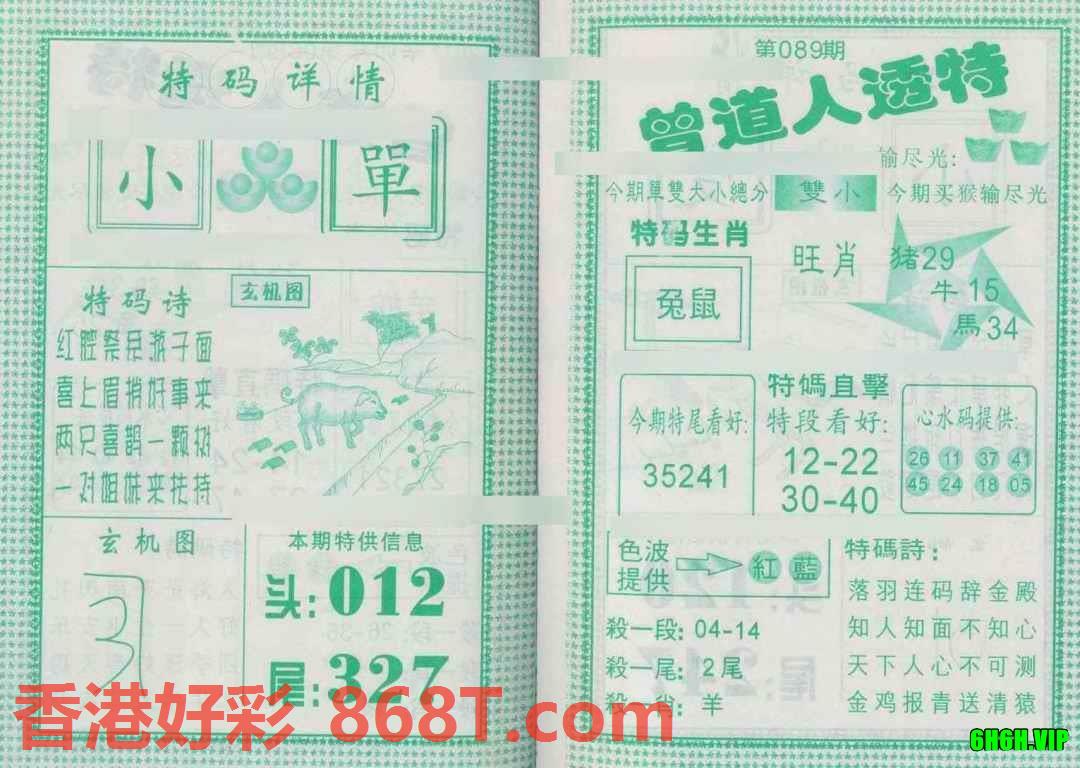 特码详情
小
單
特码诗
玄机图
红腔祭皃游子面
喜上眉梢好事来
两只喜鹊一颗树
一对姐妹来扶持
玄机图
本期特供信息
头:012
尾:327
第089期
曾道人透特
输尽光:
今期單雙大小總分
雙小
今期买猴输尽光
特码生肖
兔鼠
旺肖
猪29
牛15
馬34
今期特尾看好:
35241
特碼直擊
特段看好:
12-22
30-40
心水码提供:
26 11 37 41
45 24 18 05
色波
提供
紅 藍
殺一段: 04-14
殺一尾: 2尾
殺一肖: 羊
特碼詩:
落羽连码辞金殿
知人知面不知心
天下人心不可测
金鸡报青送清猿
香港好彩 868T.com
6H6H.VIP